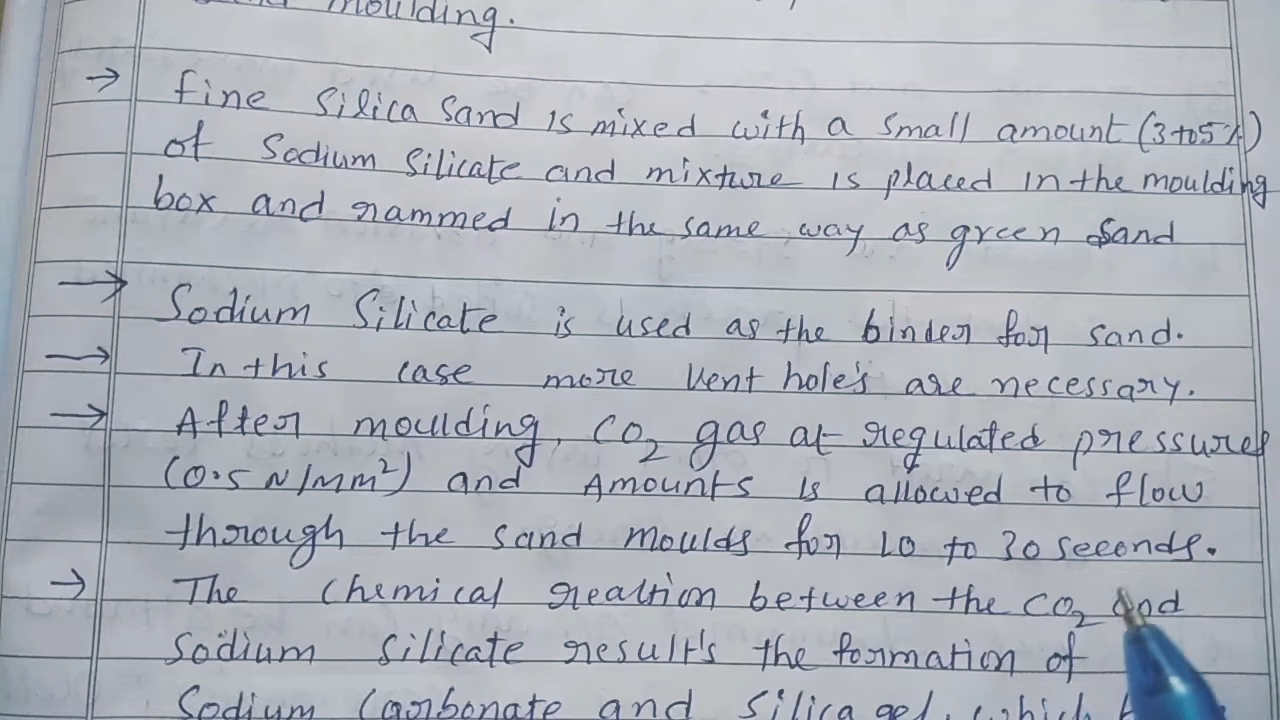 moulding.
→ fine Silica Sand is mixed with a small amount (3 to 5 %)
of Sodium Silicate and mixture is placed in the moulding
box and rammed in the same way as green Sand
→ Sodium Silicate is used as the binder for sand.
→ In this case more vent hole's are necessary.
→ After moulding, CO₂ gas at regulated pressures
(0.5 N/mm²) and Amounts is allowed to flow
through the sand moulds for 10 to 30 seconds.
→ The chemical reaction between the CO₂ and
Sodium silicate result's the formation of
Sodium Carbonate and silica gel, which